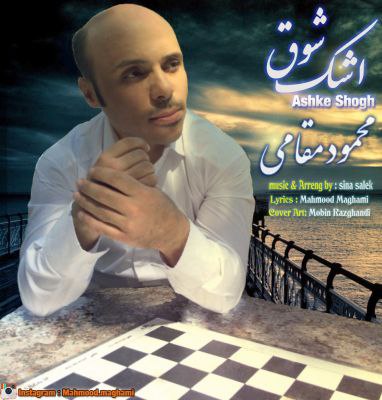 اشک شوق
Ashke Shogh
محمود مقامی
music & Arreng by : sina salek
Lyrics : Mahmood Maghami
Cover Art: Mobin Razghandi
Instagram : Mahmood.maghami